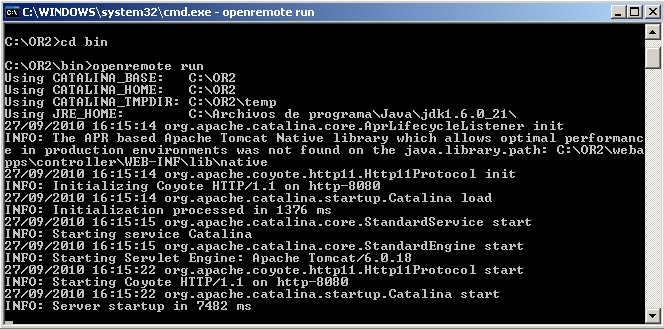 C:\WINDOWS\system32\cmd.exe - openremote run
C:\OR2>cd bin
C:\OR2\bin>openremote run
Using CATALINA_BASE:   C:\OR2
Using CATALINA_HOME:   C:\OR2
Using CATALINA_TMPDIR: C:\OR2\temp
Using JRE_HOME:        C:\Archivos de programa\Java\jdk1.6.0_21\
27/09/2010 16:15:14 org.apache.catalina.core.AprLifecycleListener init
INFO: The APR based Apache Tomcat Native library which allows optimal performanc
e in production environments was not found on the java.library.path: C:\OR2\weba
pps\controller\WEB-INF\lib\native
27/09/2010 16:15:14 org.apache.coyote.http11.Http11Protocol init
INFO: Initializing Coyote HTTP/1.1 on http-8080
27/09/2010 16:15:14 org.apache.catalina.startup.Catalina load
INFO: Initialization processed in 1376 ms
27/09/2010 16:15:15 org.apache.catalina.core.StandardService start
INFO: Starting service Catalina
27/09/2010 16:15:15 org.apache.catalina.core.StandardEngine start
INFO: Starting Servlet Engine: Apache Tomcat/6.0.18
27/09/2010 16:15:22 org.apache.coyote.http11.Http11Protocol start
INFO: Starting Coyote HTTP/1.1 on http-8080
27/09/2010 16:15:22 org.apache.catalina.startup.Catalina start
INFO: Server startup in 7482 ms